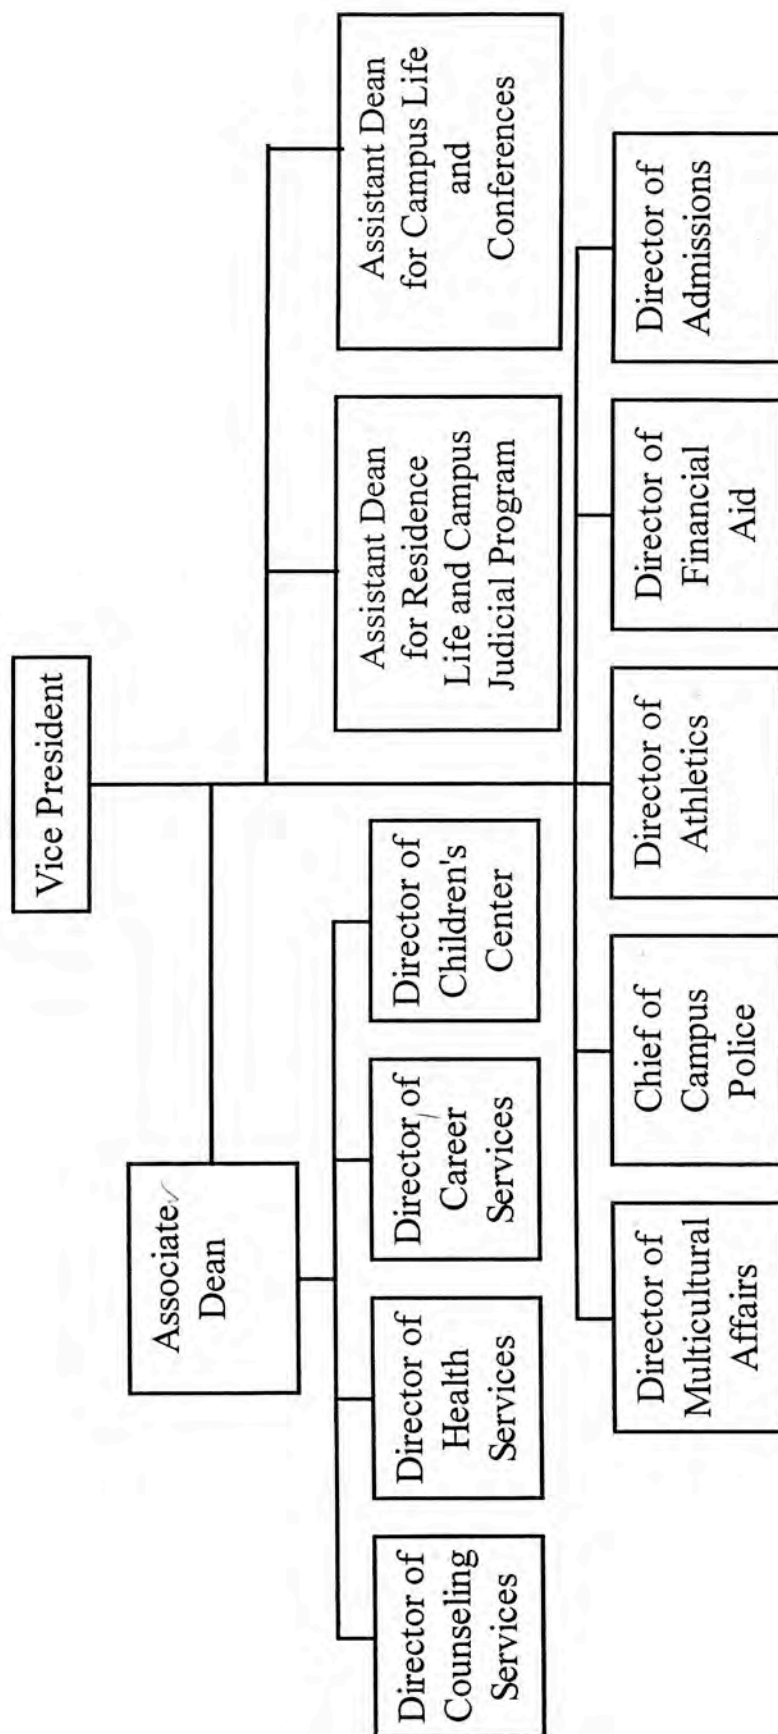 Vice President
Associate
Dean
Assistant Dean
for Residence
Life and Campus
Judicial Program
Assistant Dean
for Campus Life
and
Conferences
Director of
Counseling
Services
Director of
Health
Services
Director of
Career
Services
Director of
Children's
Center
Director of
Multicultural
Affairs
Chief of
Campus
Police
Director of
Athletics
Director of
Financial
Aid
Director of
Admissions